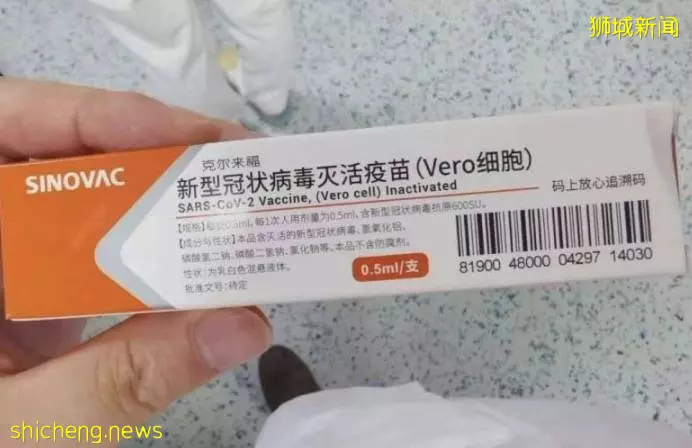 狮城新闻
SINOVAC
克尔来福
新型冠状病毒灭活疫苗(Vero细胞)
SARS-CoV-2 Vaccine, (Vero cell) Inactivated
码上放心追溯码
【规格】每支0.5ml。每1次人用剂量为0.5ml, 含新型冠状病毒抗原600SU。
【成分与性状】本品含灭活的新型冠状病毒、氢氧化铝、
磷酸氢二钠、磷酸二氢钠、氯化钠等。本品不含防腐剂。
性状: 为乳白色混悬液体。
批准文号: 待定
0.5ml/支
81900 48000 04297 14030
shicheng.news